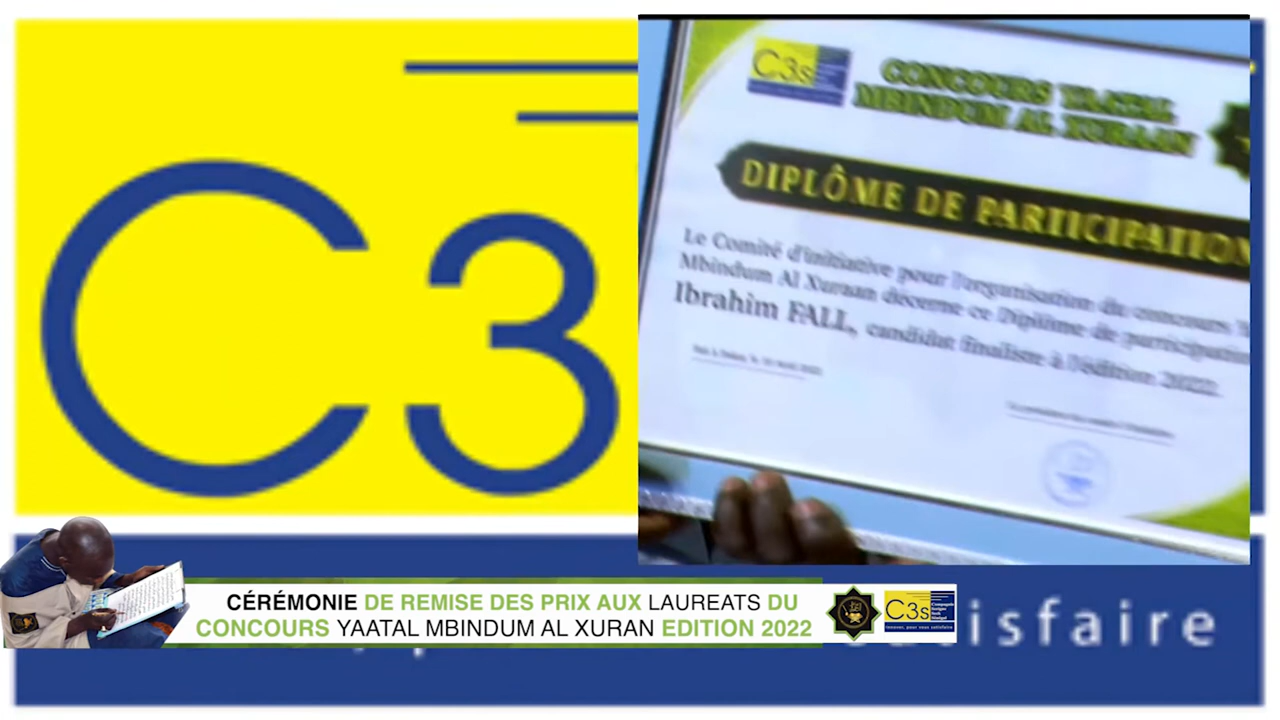 C3
C3s
CONCOURS YAATAL
MBINDUM AL XURAAN
DIPLÔME DE PARTICIPATION
Le Comité d'initiative pour l'organisation du concours
Mbindum Al Xuraan décerne ce Diplôme de participation
Ibrahim FALL, candidat finaliste à l'édition 2022.
CÉRÉMONIE DE REMISE DES PRIX AUX LAUREATS DU
CONCOURS YAATAL MBINDUM AL XURAN EDITION 2022
C3s
isfaire